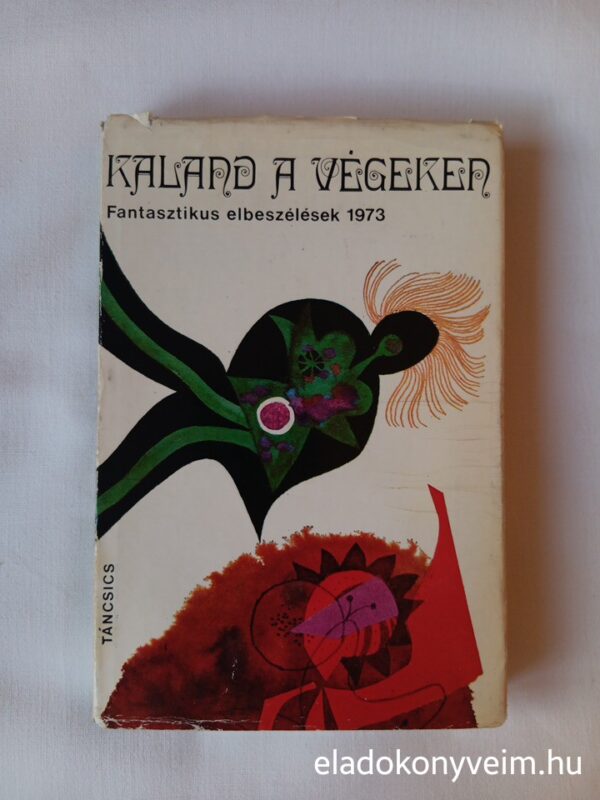 KALAND A VÉGEKEN
Fantasztikus elbeszélések 1973
TÁNCSICS
eladokonyveim.hu